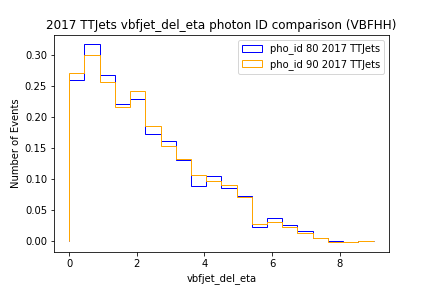 2017 TTJets vbfjet_del_eta photon ID comparison (VBFHH)
pho_id 80 2017 TTJets
pho_id 90 2017 TTJets
Number of Events
0.30
0.25
0.20
0.15
0.10
0.05
0.00
0 2 4 6 8
vbfjet_del_eta